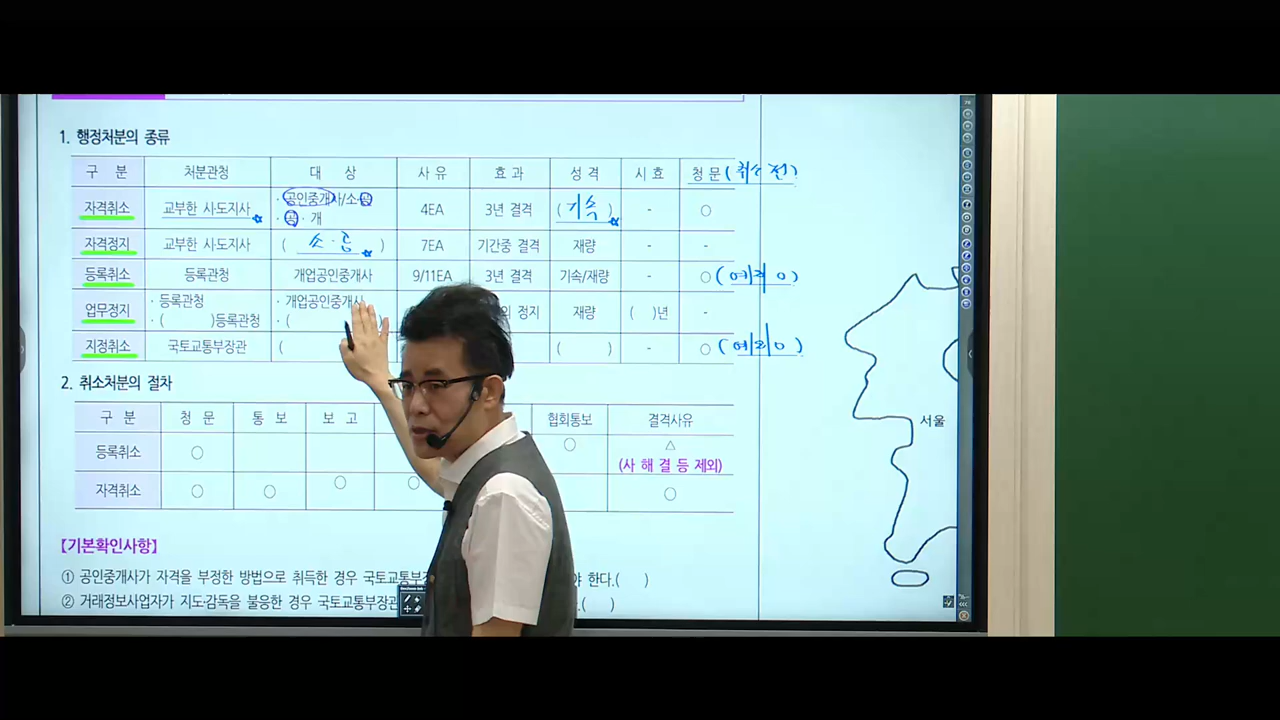 1. 행정처분의 종류
구 분 처분관청 대 상 사 유 효 과 성 격 시 효 청 문 (취소 전)
자격취소 교부한 사·도지사 · 공인중개사/소공 · 공·개 4EA 3년 결격 (기속) - ○
자격정지 교부한 사·도지사 ( 소·공 ) 7EA 기간중 결격 재량 - -
등록취소 등록관청 개업공인중개사 9/11EA 3년 결격 기속/재량 - ○ (예외 0)
업무정지 · 등록관청 · ( )등록관청 · 개업공인중개사 · ( 정지 재량 ( )년 -
지정취소 국토교통부장관 ( ( ) - ○ (예외 0)
2. 취소처분의 절차
구 분 청 문 통 보 보 고 협회통보 결격사유
등록취소 ○ ○ △ (사 해 결 등 제외)
자격취소 ○ ○ ○ ○ ○
【기본확인사항】
① 공인중개사가 자격을 부정한 방법으로 취득한 경우 국토교통부장 한다.( )
② 거래정보사업자가 지도·감독을 불응한 경우 국토교통부장관 ( )
서울